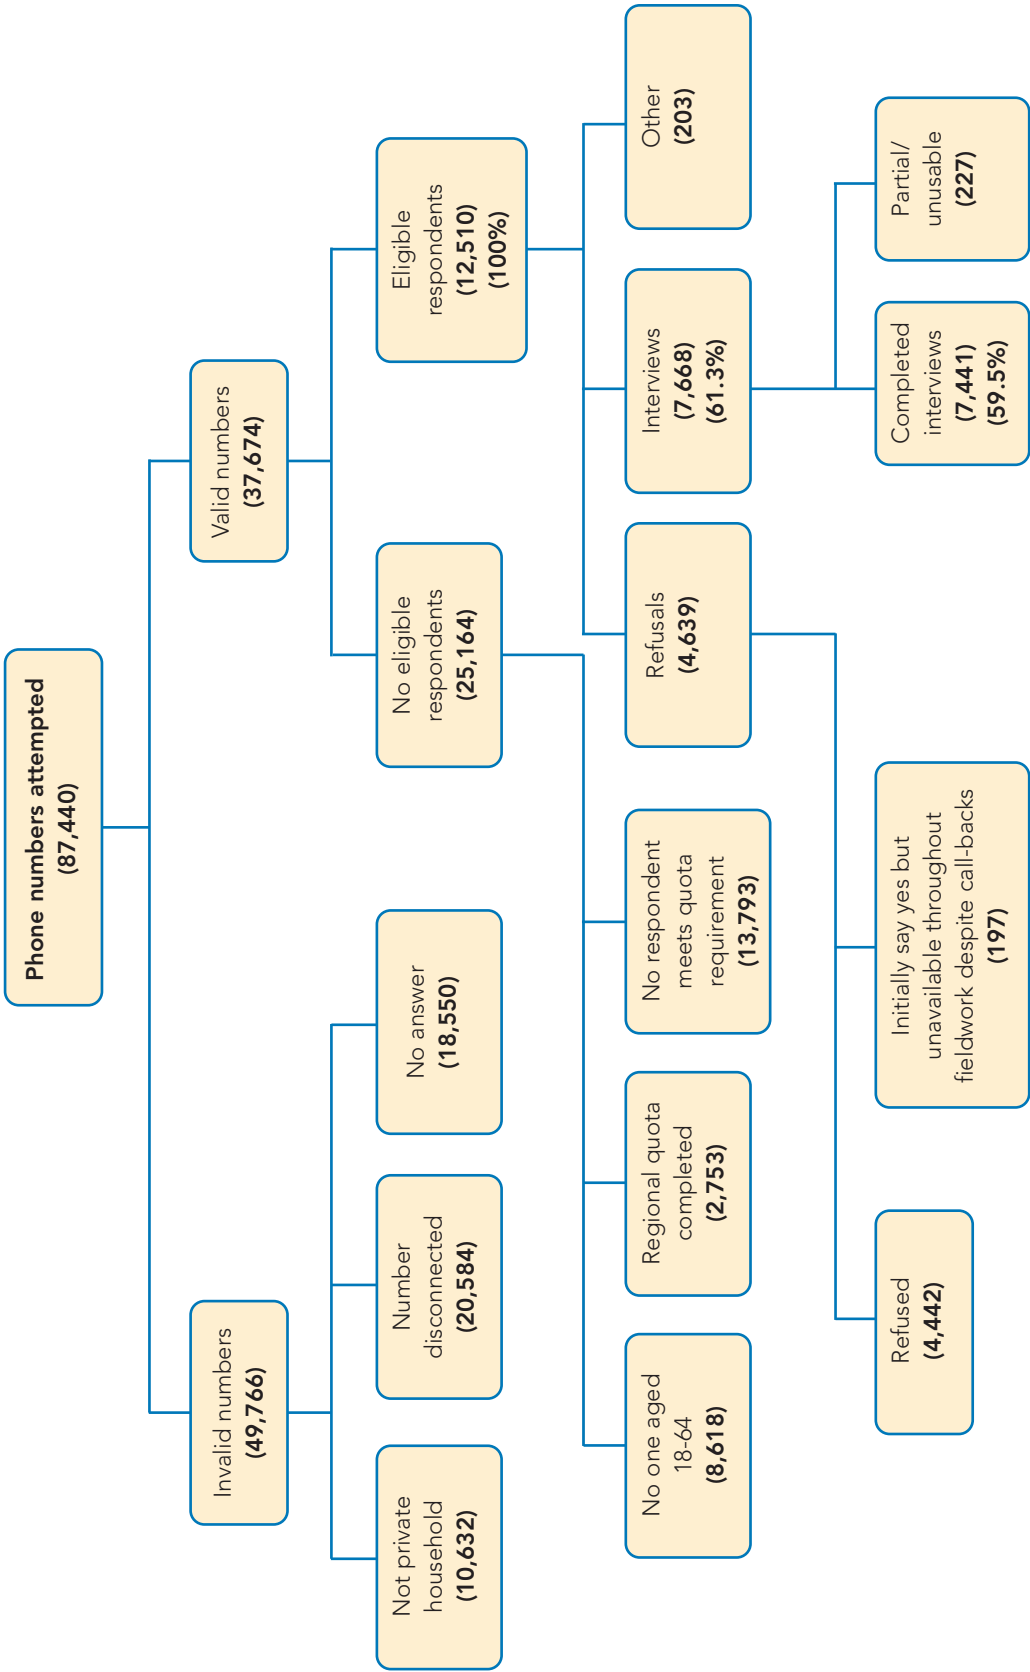 Phone numbers attempted
(87,440)
Invalid numbers
(49,766)
Valid numbers
(37,674)
Not private
household
(10,632)
Number
disconnected
(20,584)
No answer
(18,550)
No eligible
respondents
(25,164)
Eligible
respondents
(12,510)
(100%)
No one aged
18-64
(8,618)
Regional quota
completed
(2,753)
No respondent
meets quota
requirement
(13,793)
Refusals
(4,639)
Interviews
(7,668)
(61.3%)
Other
(203)
Refused
(4,442)
Initially say yes but
unavailable throughout
fieldwork despite call-backs
(197)
Completed
interviews
(7,441)
(59.5%)
Partial/
unusable
(227)